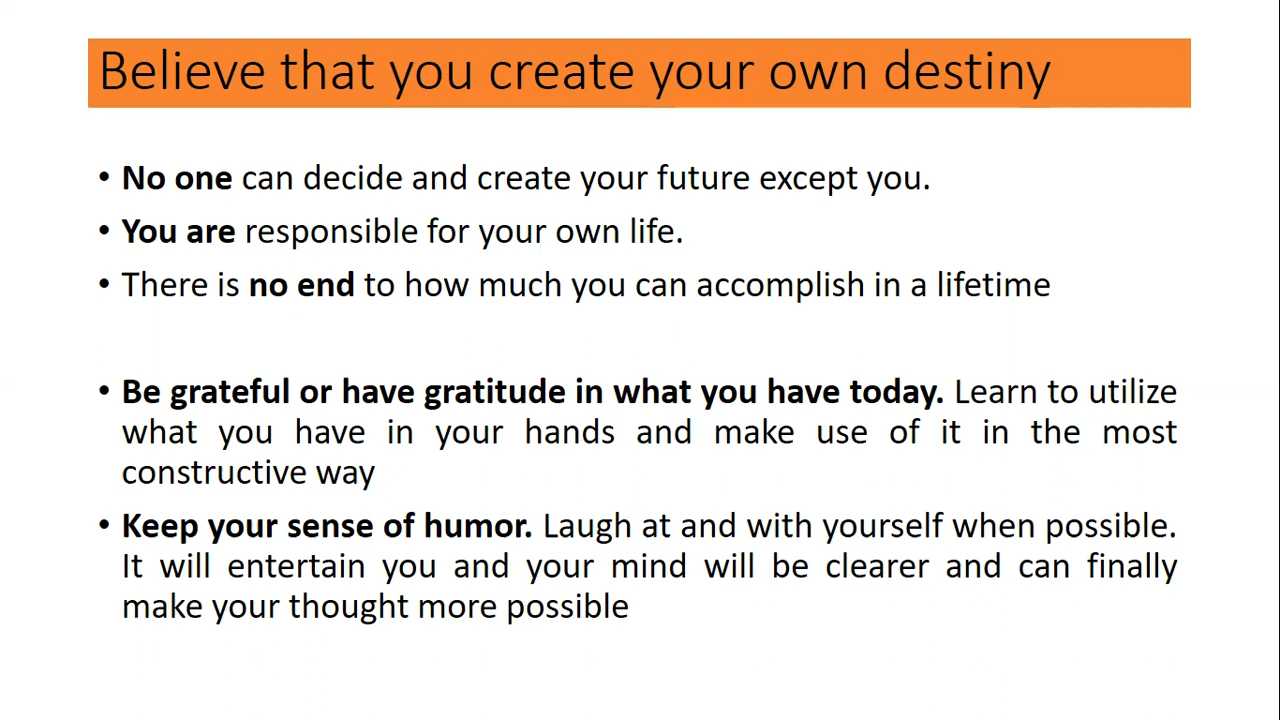 Believe that you create your own destiny
• No one can decide and create your future except you.
• You are responsible for your own life.
• There is no end to how much you can accomplish in a lifetime
• Be grateful or have gratitude in what you have today. Learn to utilize
what you have in your hands and make use of it in the most
constructive way
• Keep your sense of humor. Laugh at and with yourself when possible.
It will entertain you and your mind will be clearer and can finally
make your thought more possible